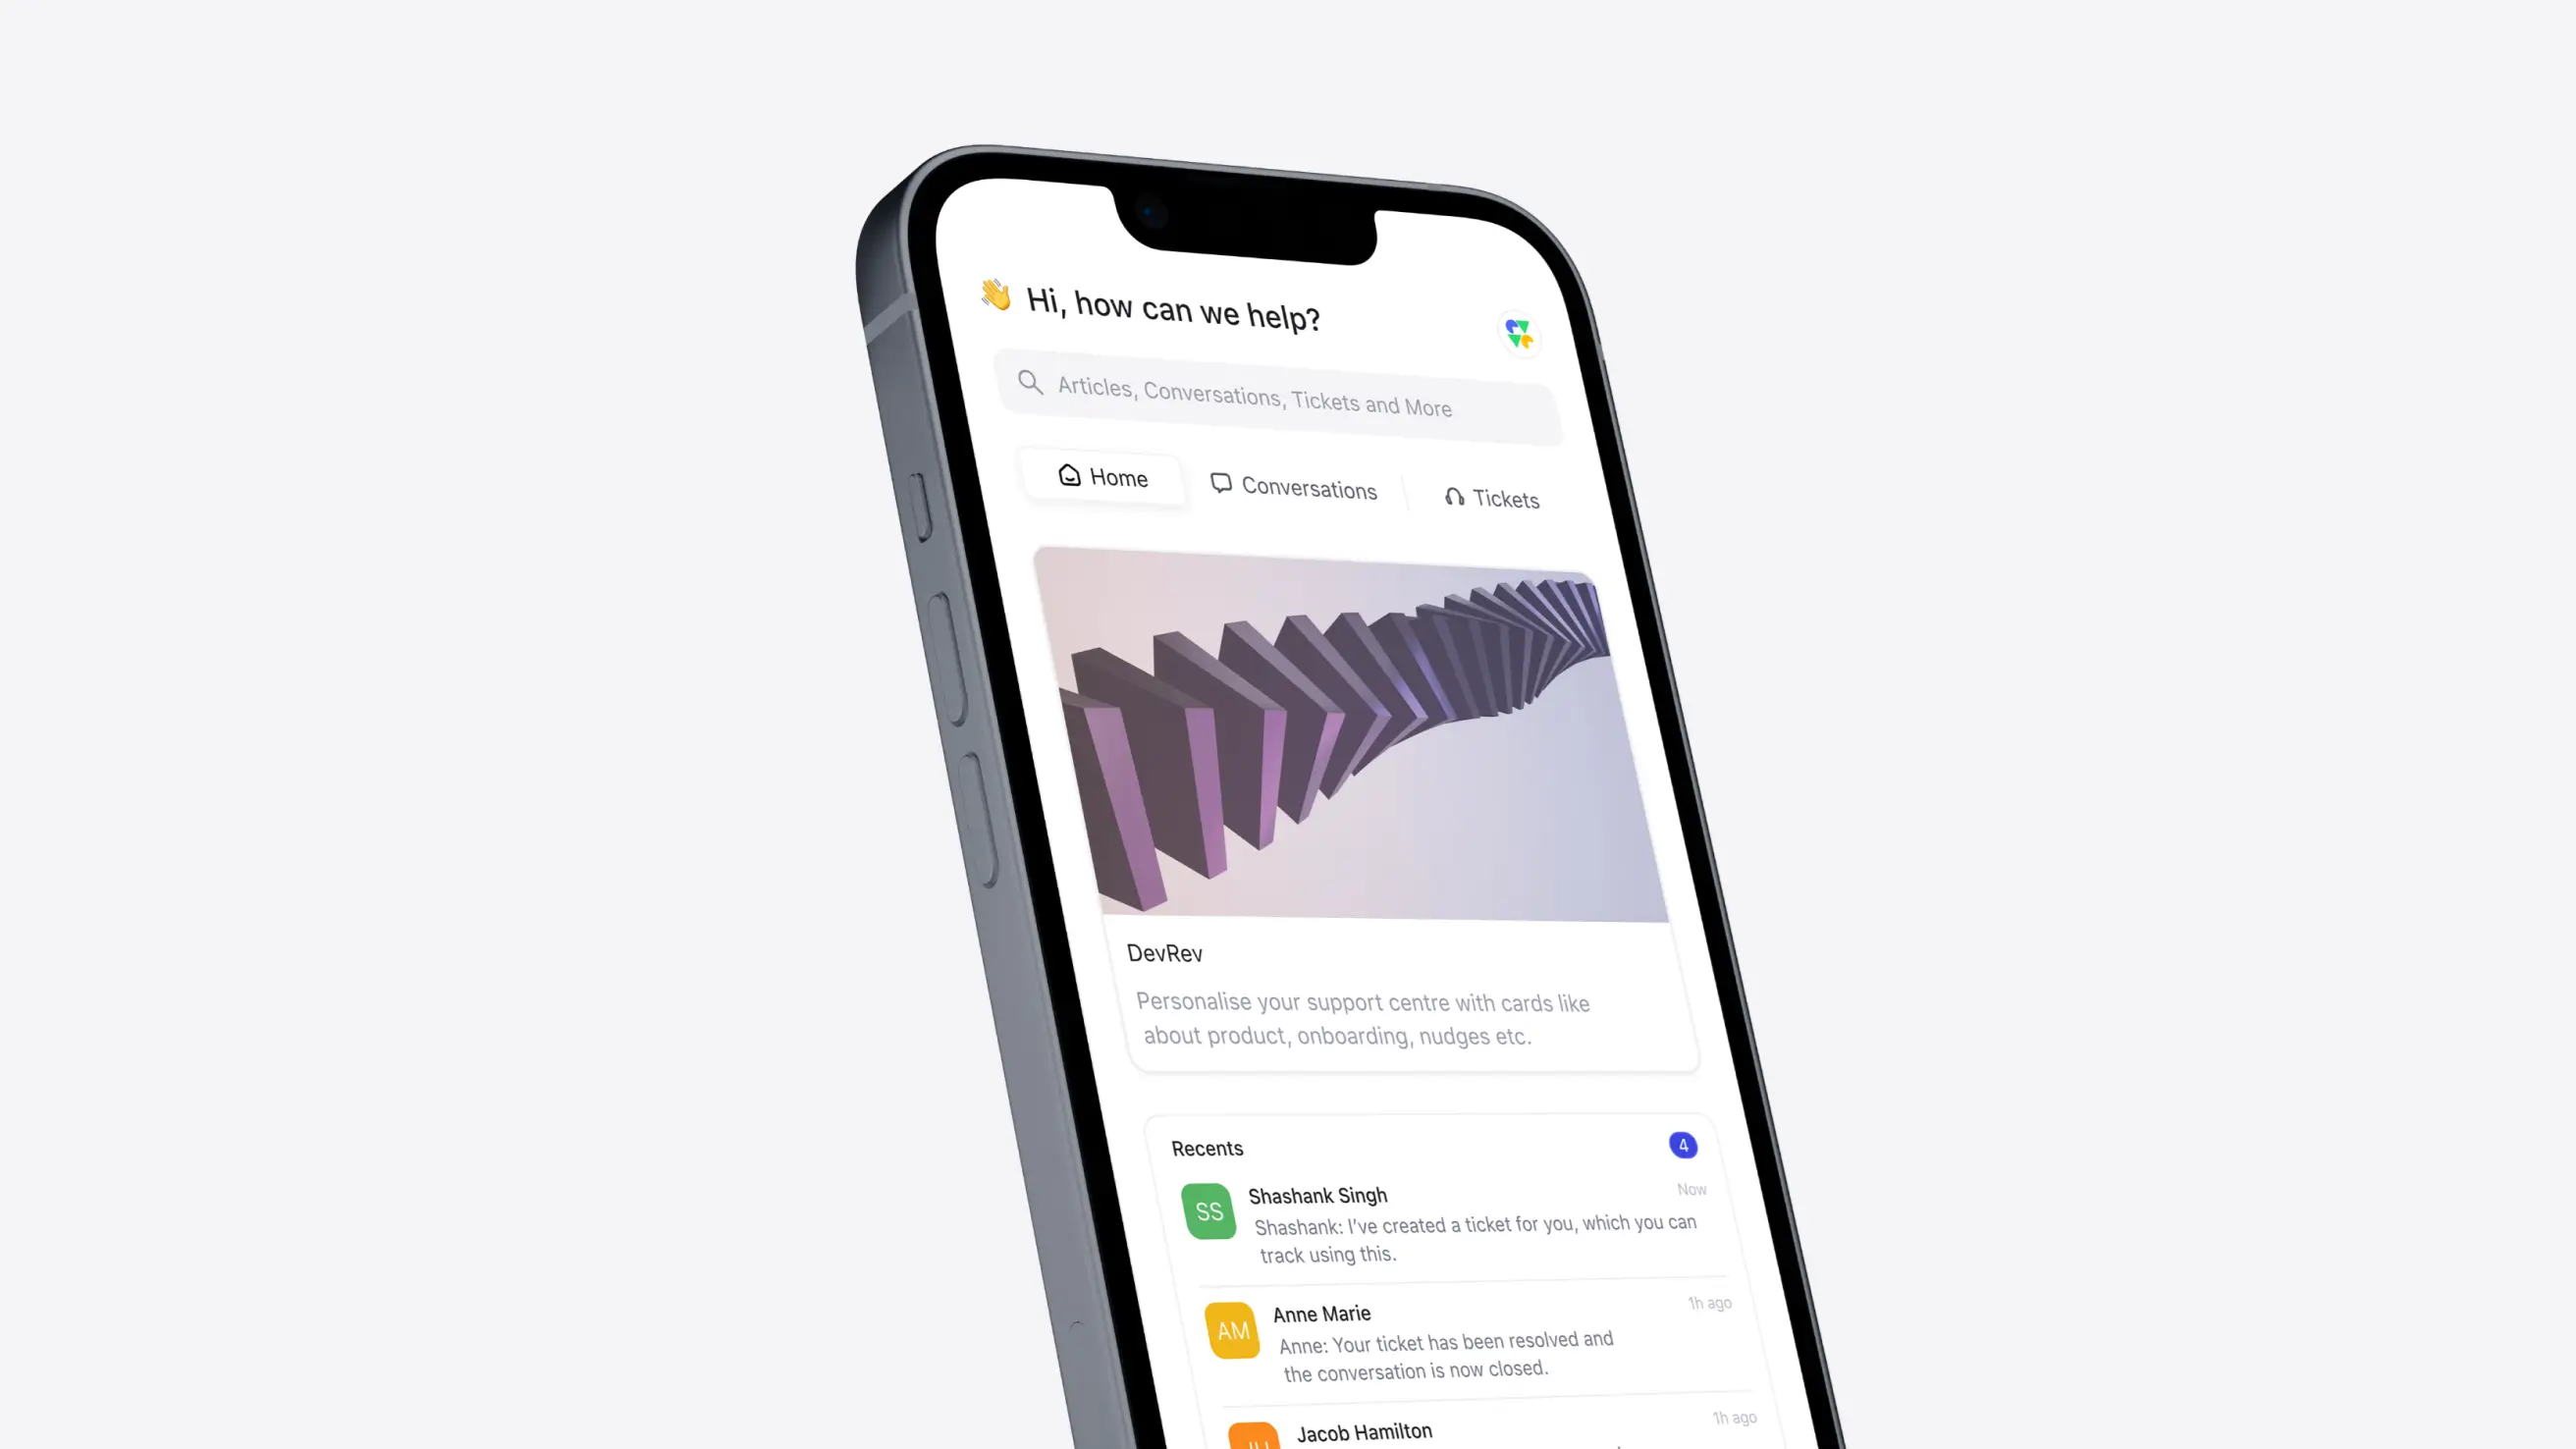 👋 Hi, how can we help?
Articles, Conversations, Tickets and More
Home Conversations Tickets
DevRev
Personalise your support centre with cards like
about product, onboarding, nudges etc.
Recents 4
SS Shashank Singh Now
Shashank: I've created a ticket for you, which you can
track using this.
AM Anne Marie 1h ago
Anne: Your ticket has been resolved and
the conversation is now closed.
Jacob Hamilton 1h ago